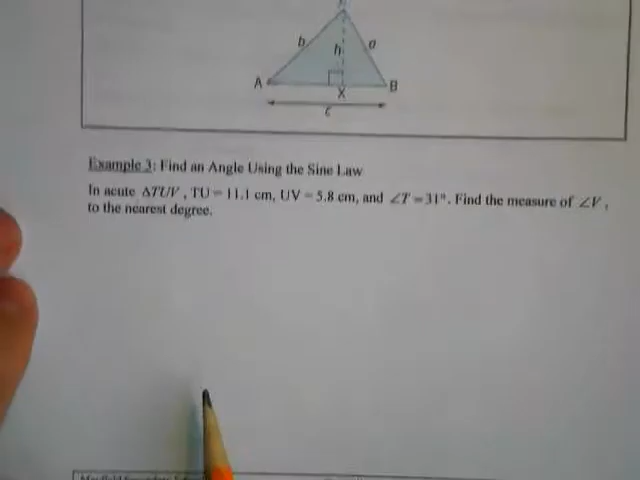 b
h
a
A
B
X
c
Example 3: Find an Angle Using the Sine Law
In acute ΔTUV, TU = 11.1 cm, UV = 5.8 cm, and ∠T = 31°. Find the measure of ∠V,
to the nearest degree.